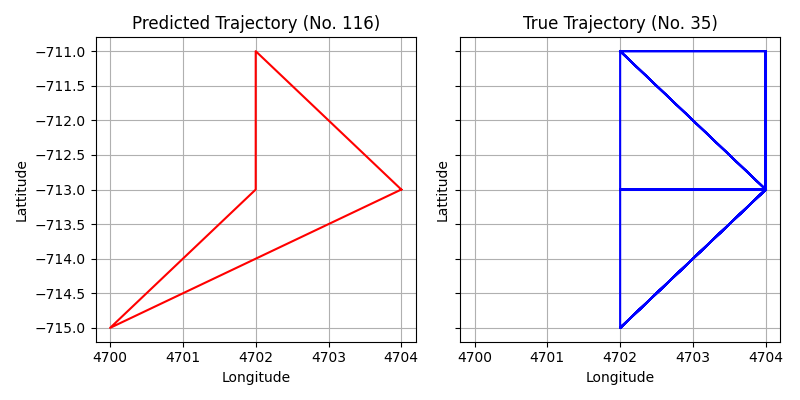 Predicted Trajectory (No. 116)
−711.0
−711.5
−712.0
−712.5
−713.0
−713.5
−714.0
−714.5
−715.0
Lattitude
4700 4701 4702 4703 4704
Longitude
True Trajectory (No. 35)
Lattitude
4700 4701 4702 4703 4704
Longitude